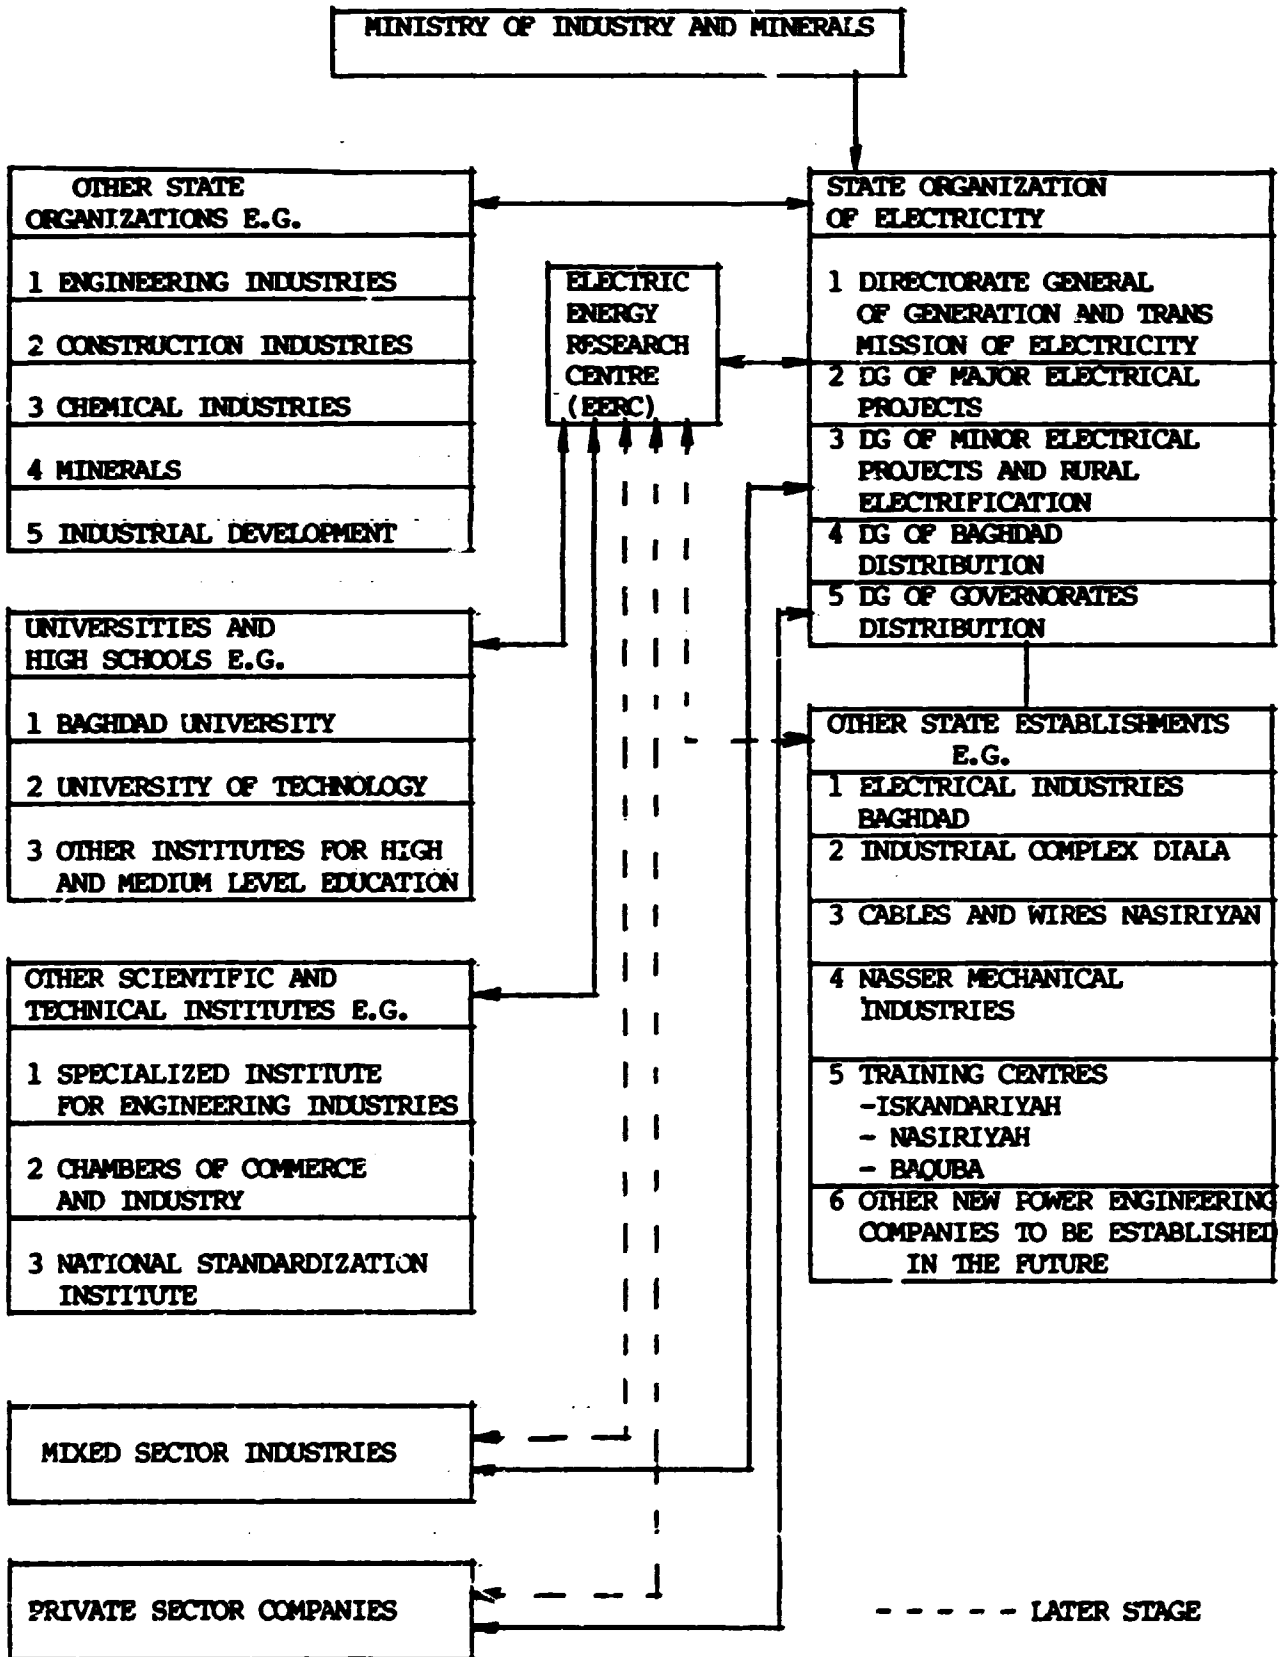 MINISTRY OF INDUSTRY AND MINERALS
OTHER STATE
ORGANIZATIONS E.G.
1 ENGINEERING INDUSTRIES
2 CONSTRUCTION INDUSTRIES
3 CHEMICAL INDUSTRIES
4 MINERALS
5 INDUSTRIAL DEVELOPMENT
UNIVERSITIES AND
HIGH SCHOOLS E.G.
1 BAGHDAD UNIVERSITY
2 UNIVERSITY OF TECHNOLOGY
3 OTHER INSTITUTES FOR HIGH
AND MEDIUM LEVEL EDUCATION
OTHER SCIENTIFIC AND
TECHNICAL INSTITUTES E.G.
1 SPECIALIZED INSTITUTE
FOR ENGINEERING INDUSTRIES
2 CHAMBERS OF COMMERCE
AND INDUSTRY
3 NATIONAL STANDARDIZATION
INSTITUTE
MIXED SECTOR INDUSTRIES
PRIVATE SECTOR COMPANIES
ELECTRIC
ENERGY
RESEARCH
CENTRE
(EERC)
STATE ORGANIZATION
OF ELECTRICITY
1 DIRECTORATE GENERAL
OF GENERATION AND TRANS
MISSION OF ELECTRICITY
2 DG OF MAJOR ELECTRICAL
PROJECTS
3 DG OF MINOR ELECTRICAL
PROJECTS AND RURAL
ELECTRIFICATION
4 DG OF BAGHDAD
DISTRIBUTION
5 DG OF GOVERNORATES
DISTRIBUTION
OTHER STATE ESTABLISHMENTS
E.G.
1 ELECTRICAL INDUSTRIES
BAGHDAD
2 INDUSTRIAL COMPLEX DIALA
3 CABLES AND WIRES NASIRIYAN
4 NASSER MECHANICAL
INDUSTRIES
5 TRAINING CENTRES
-ISKANDARIYAH
- NASIRIYAH
- BAQUBA
6 OTHER NEW POWER ENGINEERING
COMPANIES TO BE ESTABLISHED
IN THE FUTURE
- - - - - LATER STAGE